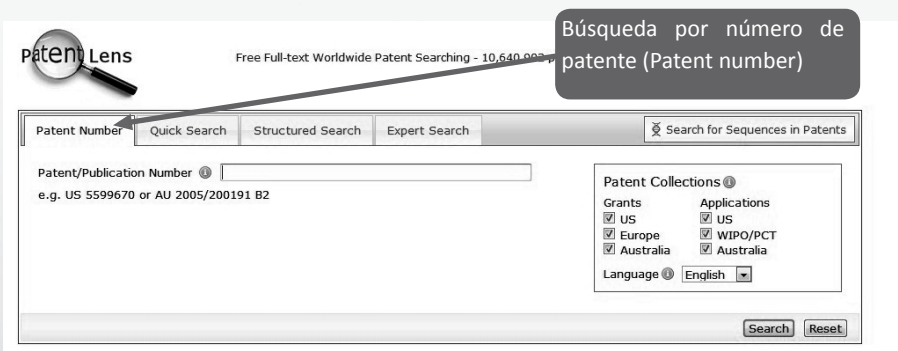 Búsqueda por número de
patente (Patent number)
Patent Lens
Free Full-text Worldwide Patent Searching - 10,640,
Patent Number
Quick Search
Structured Search
Expert Search
Search for Sequences in Patents
Patent/Publication Number
e.g. US 5599670 or AU 2005/200191 B2
Patent Collections
Grants Applications
US US
Europe WIPO/PCT
Australia Australia
Language English
Search Reset